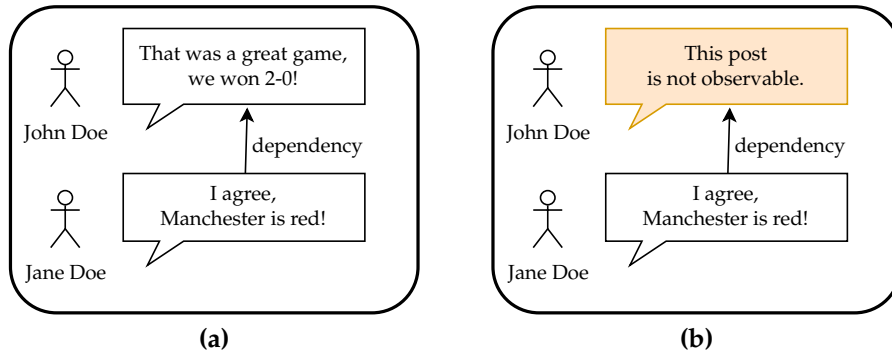 That was a great game,
we won 2-0!
John Doe
dependency
I agree,
Manchester is red!
Jane Doe
(a)
This post
is not observable.
John Doe
dependency
I agree,
Manchester is red!
Jane Doe
(b)